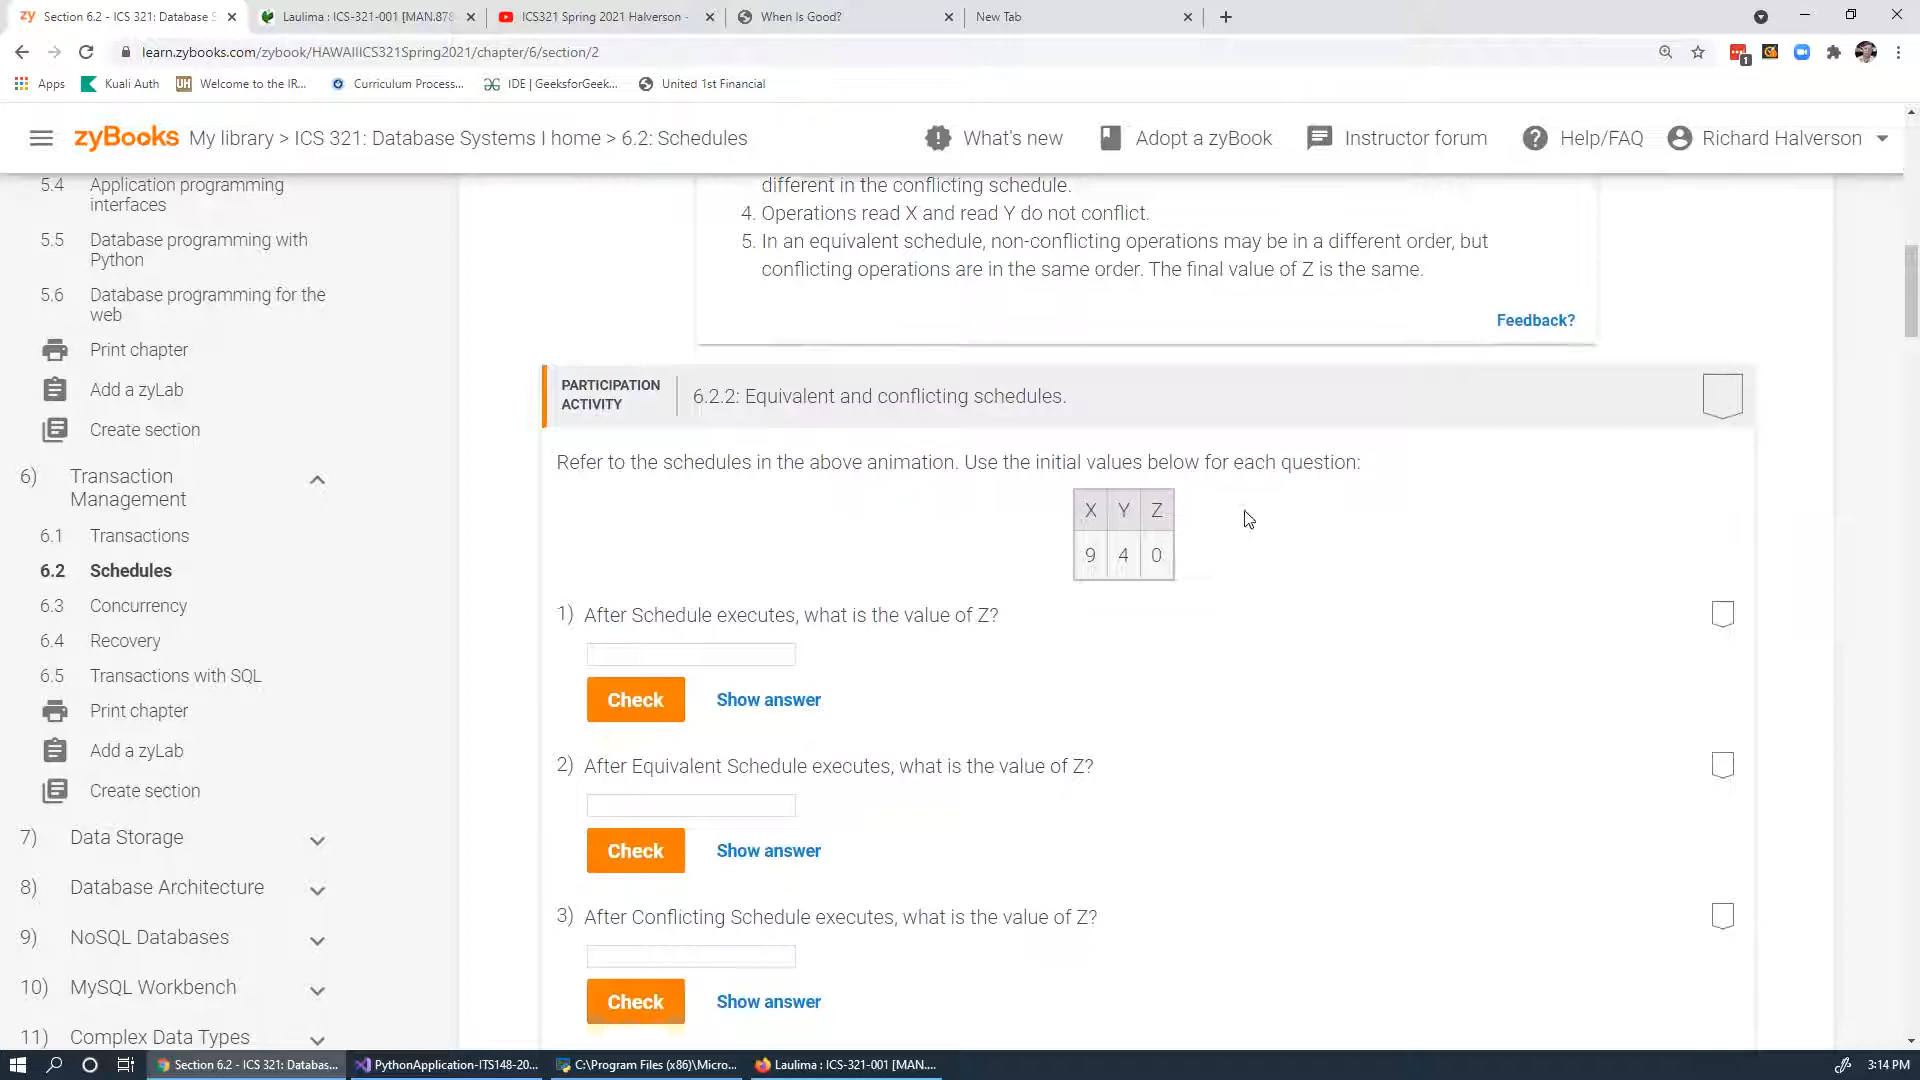 Section 6.2 - ICS 321: Database S
Laulima : ICS-321-001 [MAN.878
ICS321 Spring 2021 Halverson -
When Is Good?
New Tab
learn.zybooks.com/zybook/HAWAIIICS321Spring2021/chapter/6/section/2
Apps
Kuali Auth
Welcome to the IR...
Curriculum Process...
IDE | GeeksforGeek...
United 1st Financial
zyBooks My library > ICS 321: Database Systems I home > 6.2: Schedules
What's new
Adopt a zyBook
Instructor forum
Help/FAQ
Richard Halverson
5.4 Application programming
interfaces
5.5 Database programming with
Python
5.6 Database programming for the
web
Print chapter
Add a zyLab
Create section
6) Transaction
Management
6.1 Transactions
6.2 Schedules
6.3 Concurrency
6.4 Recovery
6.5 Transactions with SQL
Print chapter
Add a zyLab
Create section
7) Data Storage
8) Database Architecture
9) NoSQL Databases
10) MySQL Workbench
11) Complex Data Types
different in the conflicting schedule.
4. Operations read X and read Y do not conflict.
5. In an equivalent schedule, non-conflicting operations may be in a different order, but
conflicting operations are in the same order. The final value of Z is the same.
Feedback?
PARTICIPATION
ACTIVITY
6.2.2: Equivalent and conflicting schedules.
Refer to the schedules in the above animation. Use the initial values below for each question:
X Y Z
9 4 0
1) After Schedule executes, what is the value of Z?
Check Show answer
2) After Equivalent Schedule executes, what is the value of Z?
Check Show answer
3) After Conflicting Schedule executes, what is the value of Z?
Check Show answer
Section 6.2 - ICS 321: Databas...
PythonApplication-ITS148-20...
C:\Program Files (x86)\Micro...
Laulima : ICS-321-001 [MAN....
3:14 PM